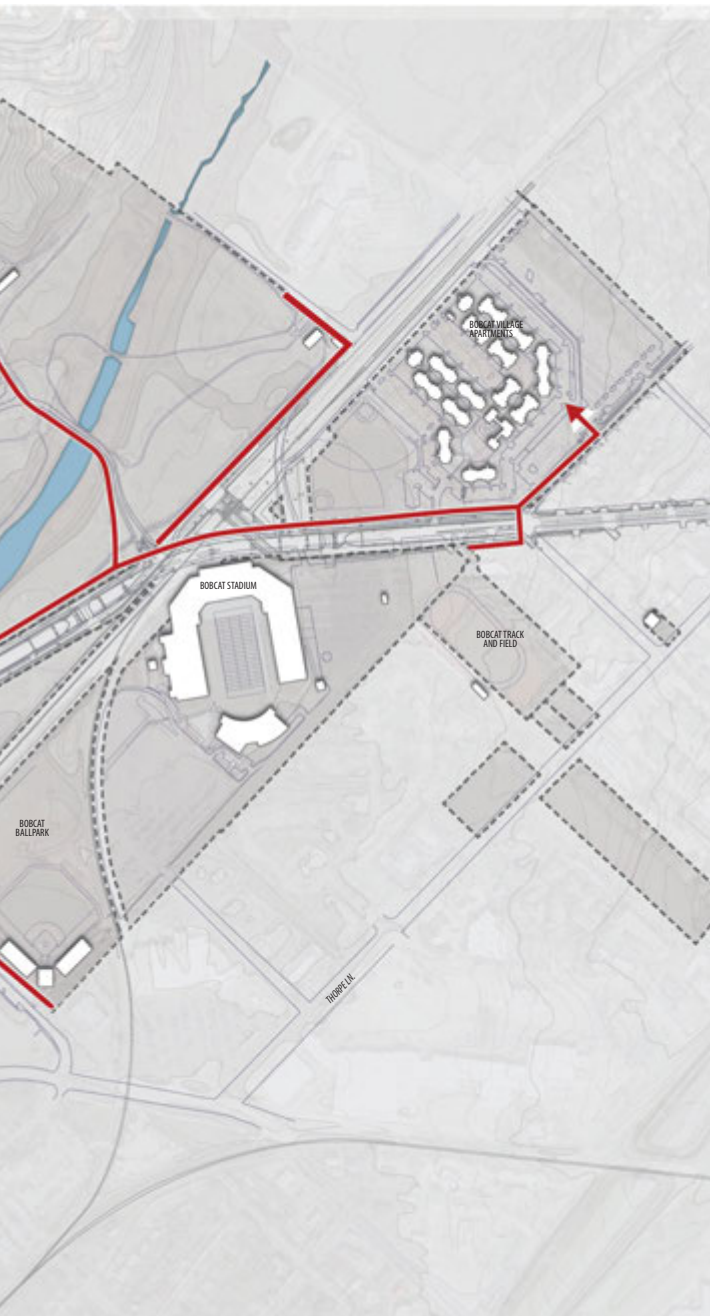 BOBCAT VILLAGE
APARTMENTS
BOBCAT STADIUM
BOBCAT TRACK
AND FIELD
BOBCAT
BALLPARK
THORPE LN.